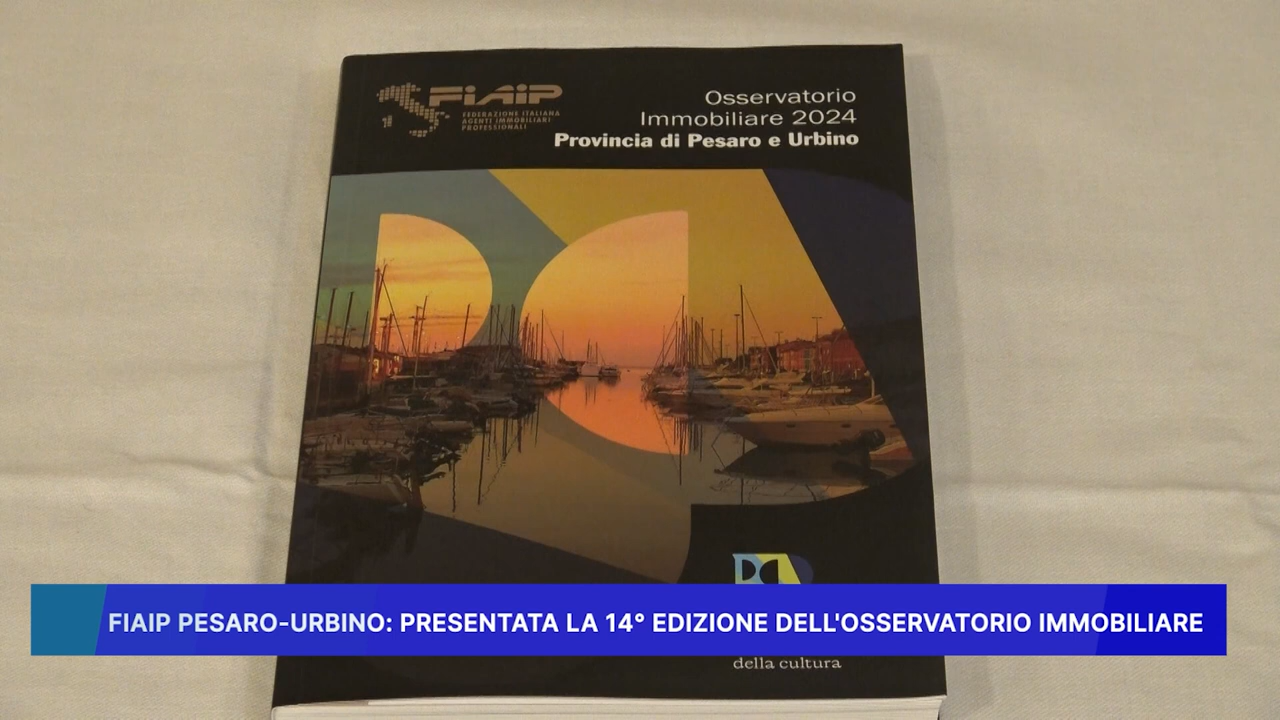 FIAIP
FEDERAZIONE ITALIANA
AGENTI IMMOBILIARI
PROFESSIONALI
Osservatorio
Immobiliare 2024
Provincia di Pesaro e Urbino
FIAIP PESARO-URBINO: PRESENTATA LA 14° EDIZIONE DELL'OSSERVATORIO IMMOBILIARE
della cultura